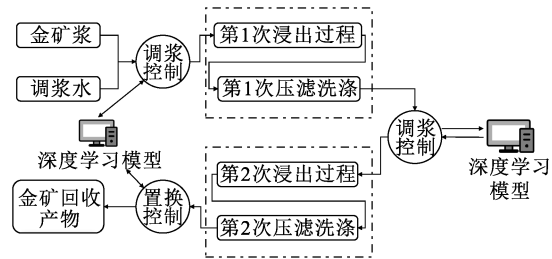 金矿浆
调浆水
调浆
控制
第1次浸出过程
第1次压滤洗涤
深度学习模型
调浆
控制
深度学习
模型
第2次浸出过程
第2次压滤洗涤
置换
控制
金矿回收
产物